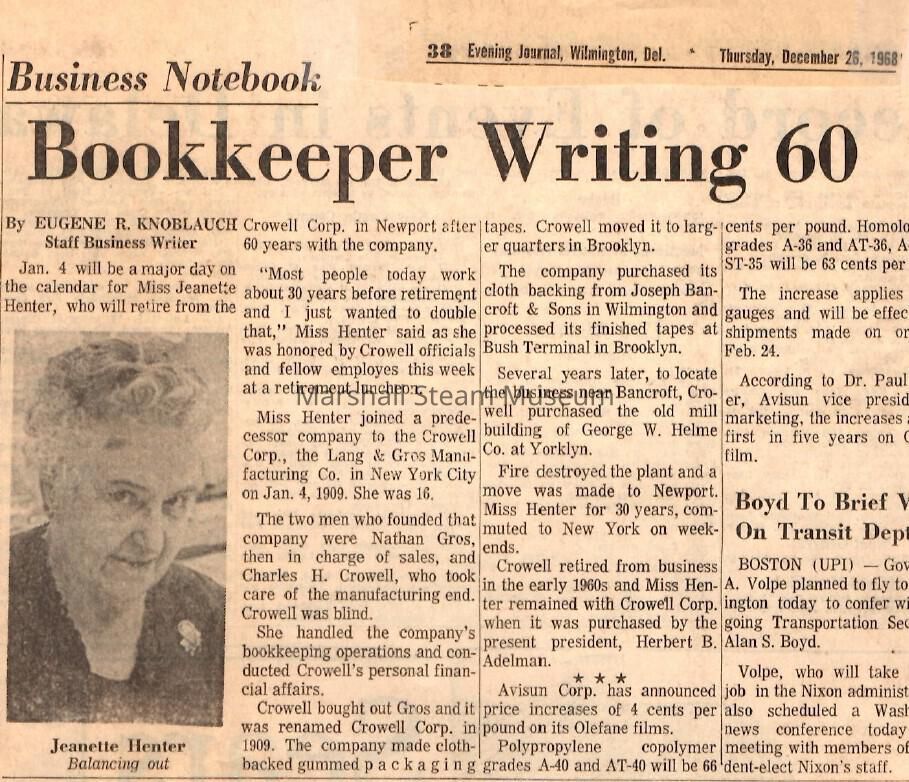 38 Evening Journal, Wilmington, Del. * Thursday, December 26, 1968
Business Notebook
Bookkeeper Writing 60
By EUGENE R. KNOBLAUCH
Staff Business Writer
Jan. 4 will be a major day on
the calendar for Miss Jeanette
Henter, who will retire from the
Jeanette Henter
Balancing out
Crowell Corp. in Newport after
60 years with the company.
"Most people today work
about 30 years before retirement
and I just wanted to double
that," Miss Henter said as she
was honored by Crowell officials
and fellow employes this week
at a retirement luncheon.
Marshall Steam Museum
Miss Henter joined a prede-
cessor company to the Crowell
Corp., the Lang & Gros Manu-
facturing Co. in New York City
on Jan. 4, 1909. She was 16.
The two men who founded that
company were Nathan Gros,
then in charge of sales, and
Charles H. Crowell, who took
care of the manufacturing end.
Crowell was blind.
She handled the company's
bookkeeping operations and con-
ducted Crowell's personal finan-
cial affairs.
Crowell bought out Gros and it
was renamed Crowell Corp. in
1909. The company made cloth-
backed gummed packaging
tapes. Crowell moved it to larg-
er quarters in Brooklyn.
The company purchased its
cloth backing from Joseph Ban-
croft & Sons in Wilmington and
processed its finished tapes at
Bush Terminal in Brooklyn.
Several years later, to locate
the business near Bancroft, Cro-
well purchased the old mill
building of George W. Helme
Co. at Yorklyn.
Fire destroyed the plant and a
move was made to Newport.
Miss Henter for 30 years, com-
muted to New York on week-
ends.
Crowell retired from business
in the early 1960s and Miss Hen-
ter remained with Crowell Corp.
when it was purchased by the
present president, Herbert B.
Adelman.
* * *
Avisun Corp. has announced
price increases of 4 cents per
pound on its Olefane films.
Polypropylene copolymer
grades A-40 and AT-40 will be 66
cents per pound. Homolo
grades A-36 and AT-36, A-
ST-35 will be 63 cents per
The increase applies
gauges and will be effec
shipments made on or
Feb. 24.
According to Dr. Paul
er, Avisun vice presid
marketing, the increases a
first in five years on O
film.
Boyd To Brief V
On Transit Dept
BOSTON (UPI) — Gov
A. Volpe planned to fly to
ington today to confer wi
going Transportation Sec
Alan S. Boyd.
Volpe, who will take
job in the Nixon administ
also scheduled a Wash
news conference today
meeting with members of
dent-elect Nixon's staff.